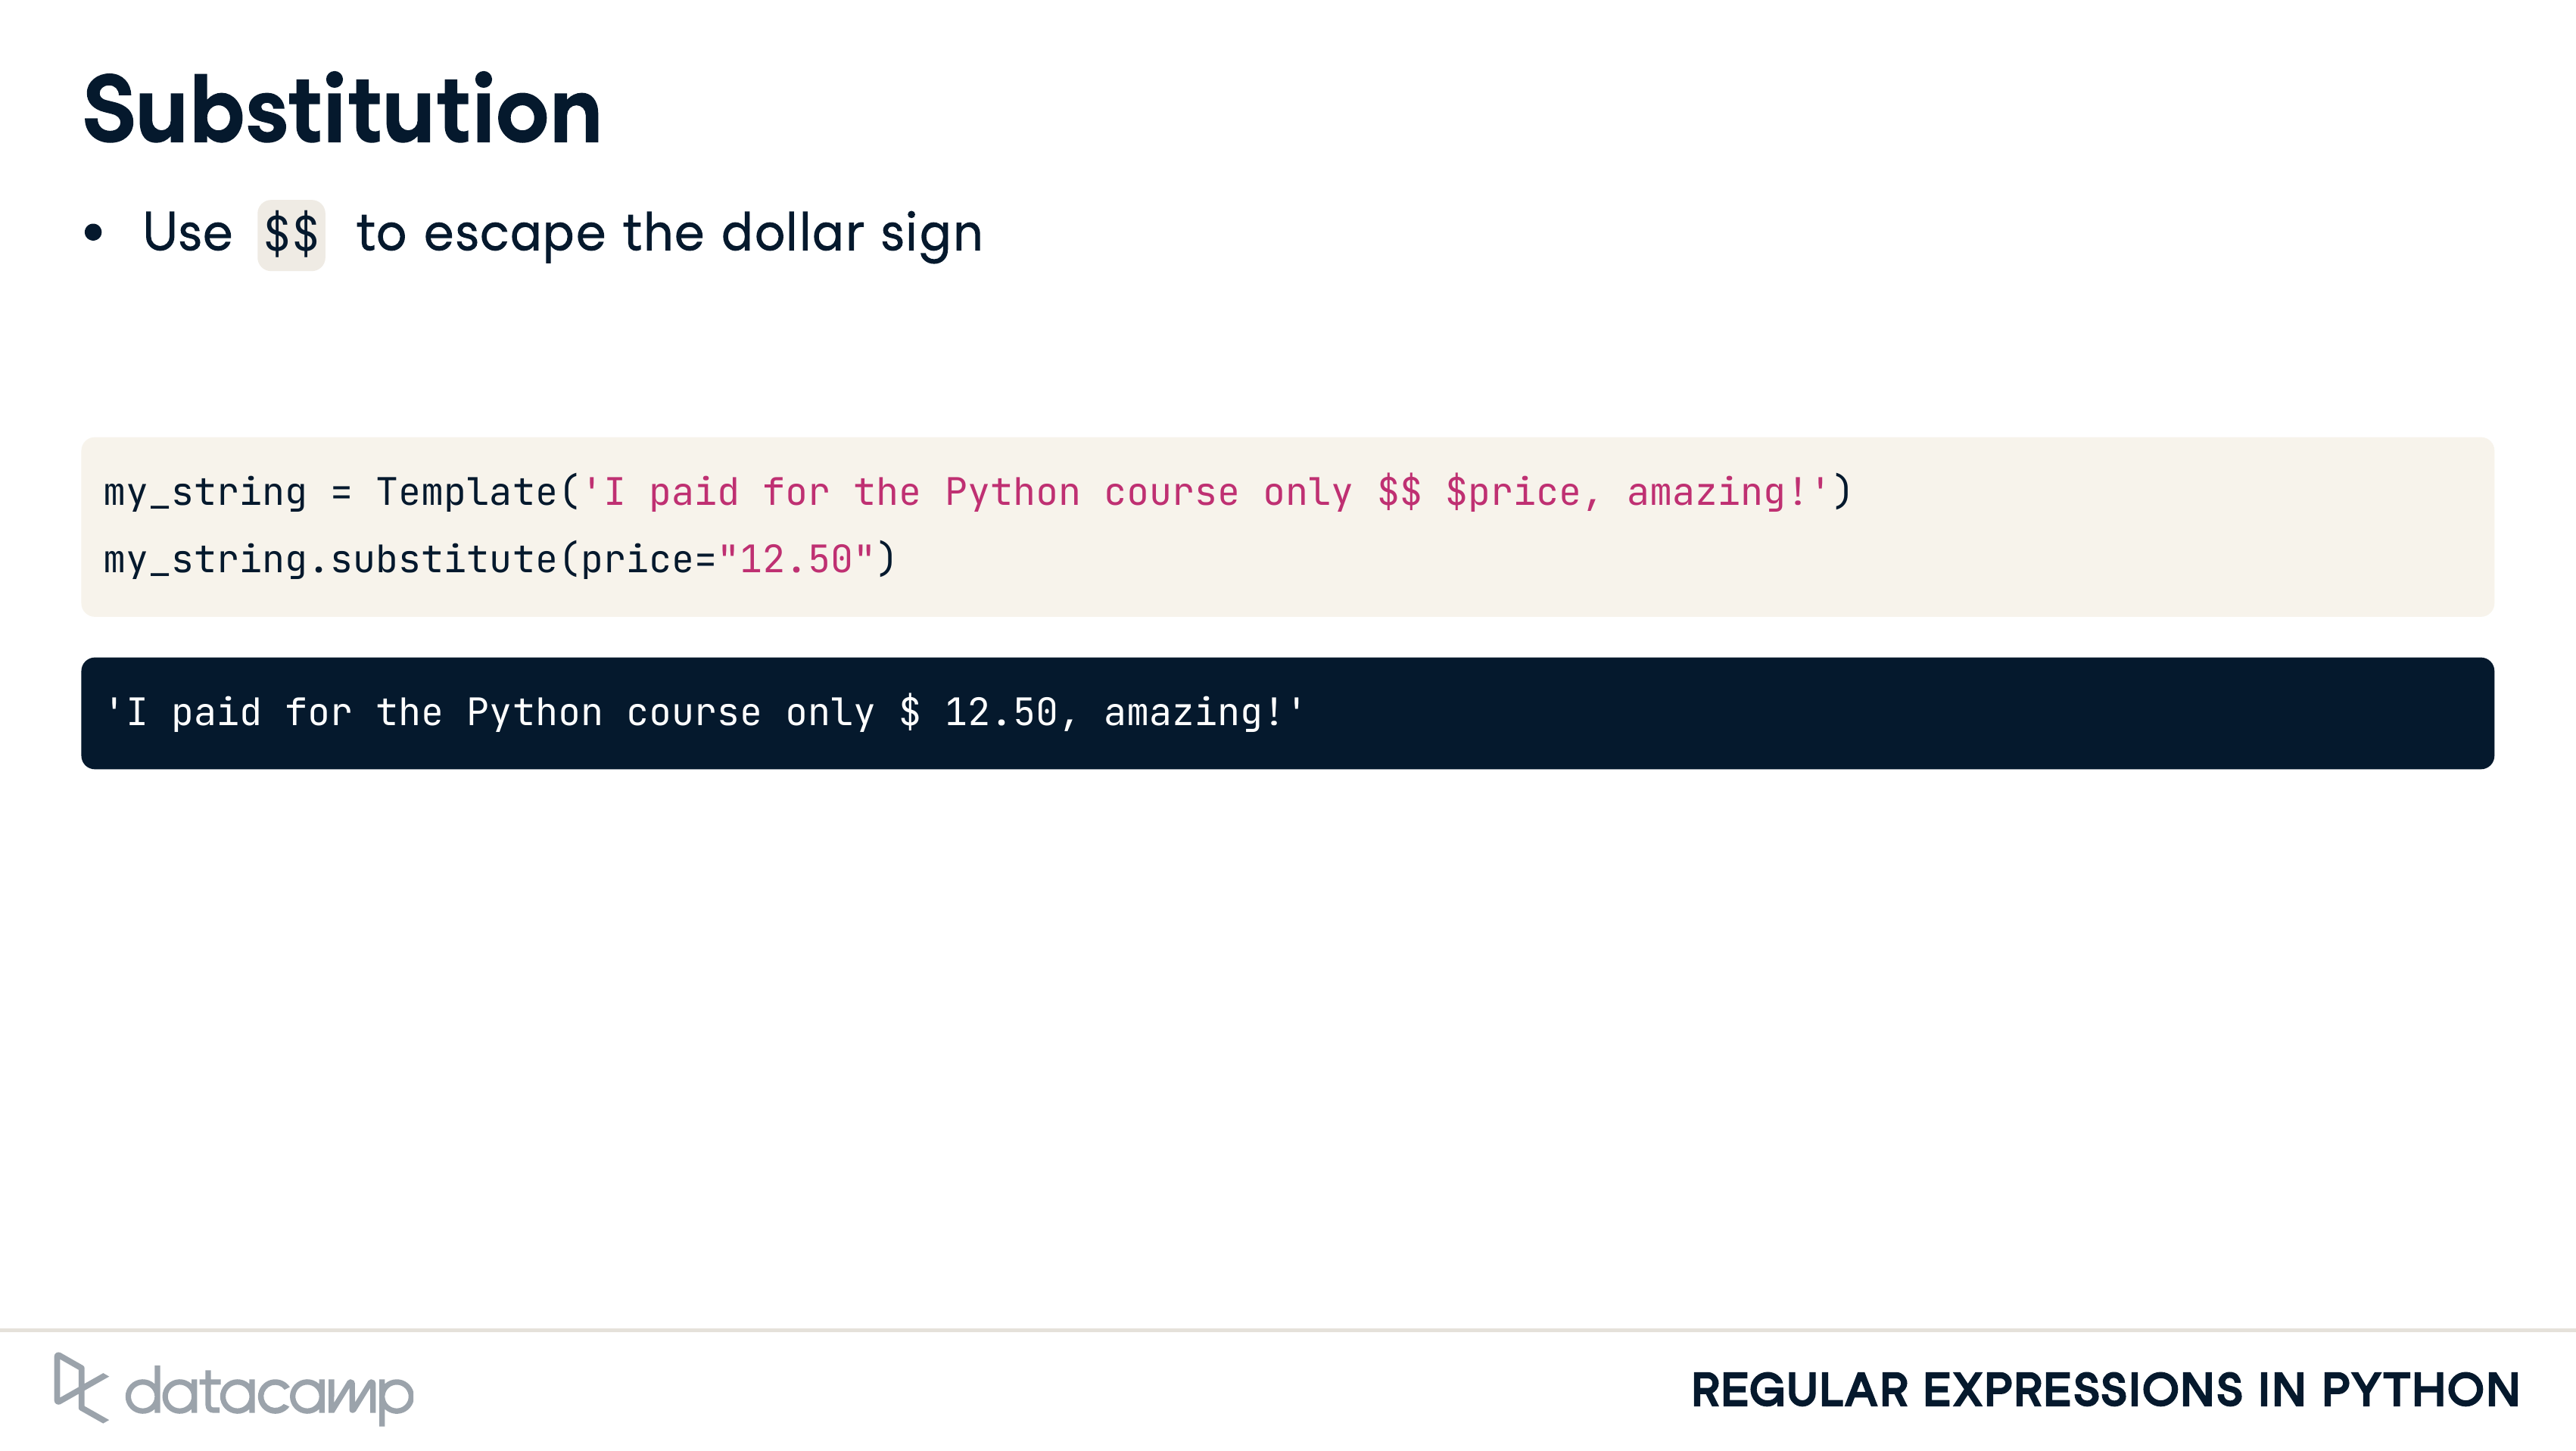 Substitution
• Use $$ to escape the dollar sign
my_string = Template('I paid for the Python course only $$ $price, amazing!')
my_string.substitute(price="12.50")
'I paid for the Python course only $ 12.50, amazing!'
datacamp
REGULAR EXPRESSIONS IN PYTHON